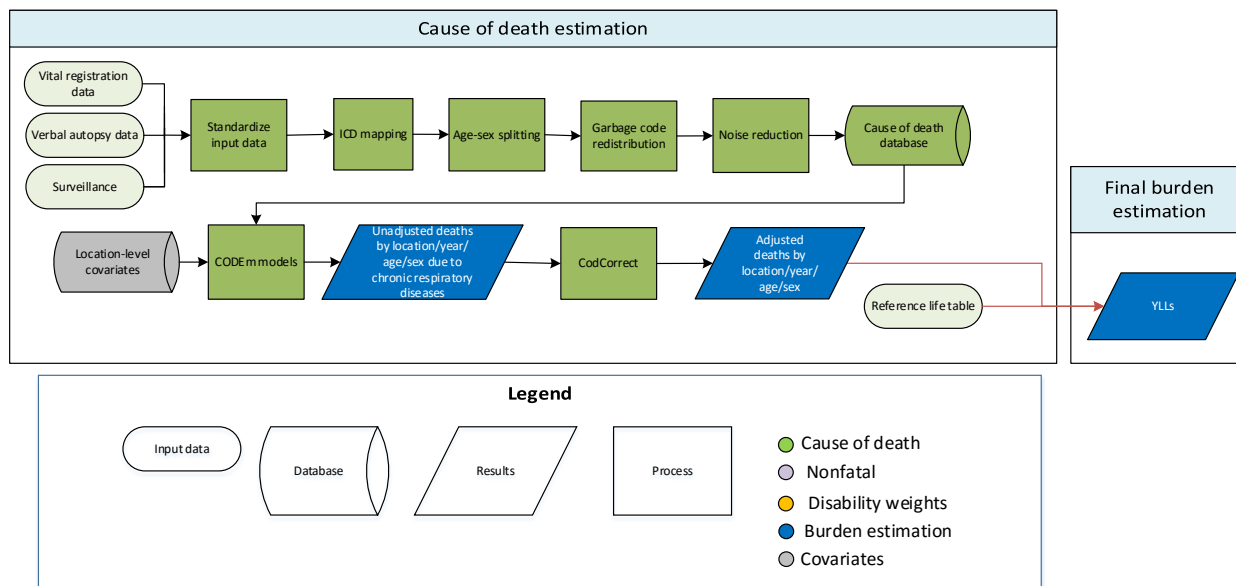 Cause of death estimation
Vital registration
data
Verbal autopsy data
Surveillance
Standardize
input data
ICD mapping
Age-sex splitting
Garbage code
redistribution
Noise reduction
Cause of death
database
Final burden
estimation
Location-level
covariates
CODEm models
Unadjusted deaths
by location/year/
age/sex due to
chronic respiratory
diseases
CodCorrect
Adjusted
deaths by
location/year/
age/sex
Reference life table
YLLs
Legend
Input data
Database
Results
Process
Cause of death
Nonfatal
Disability weights
Burden estimation
Covariates